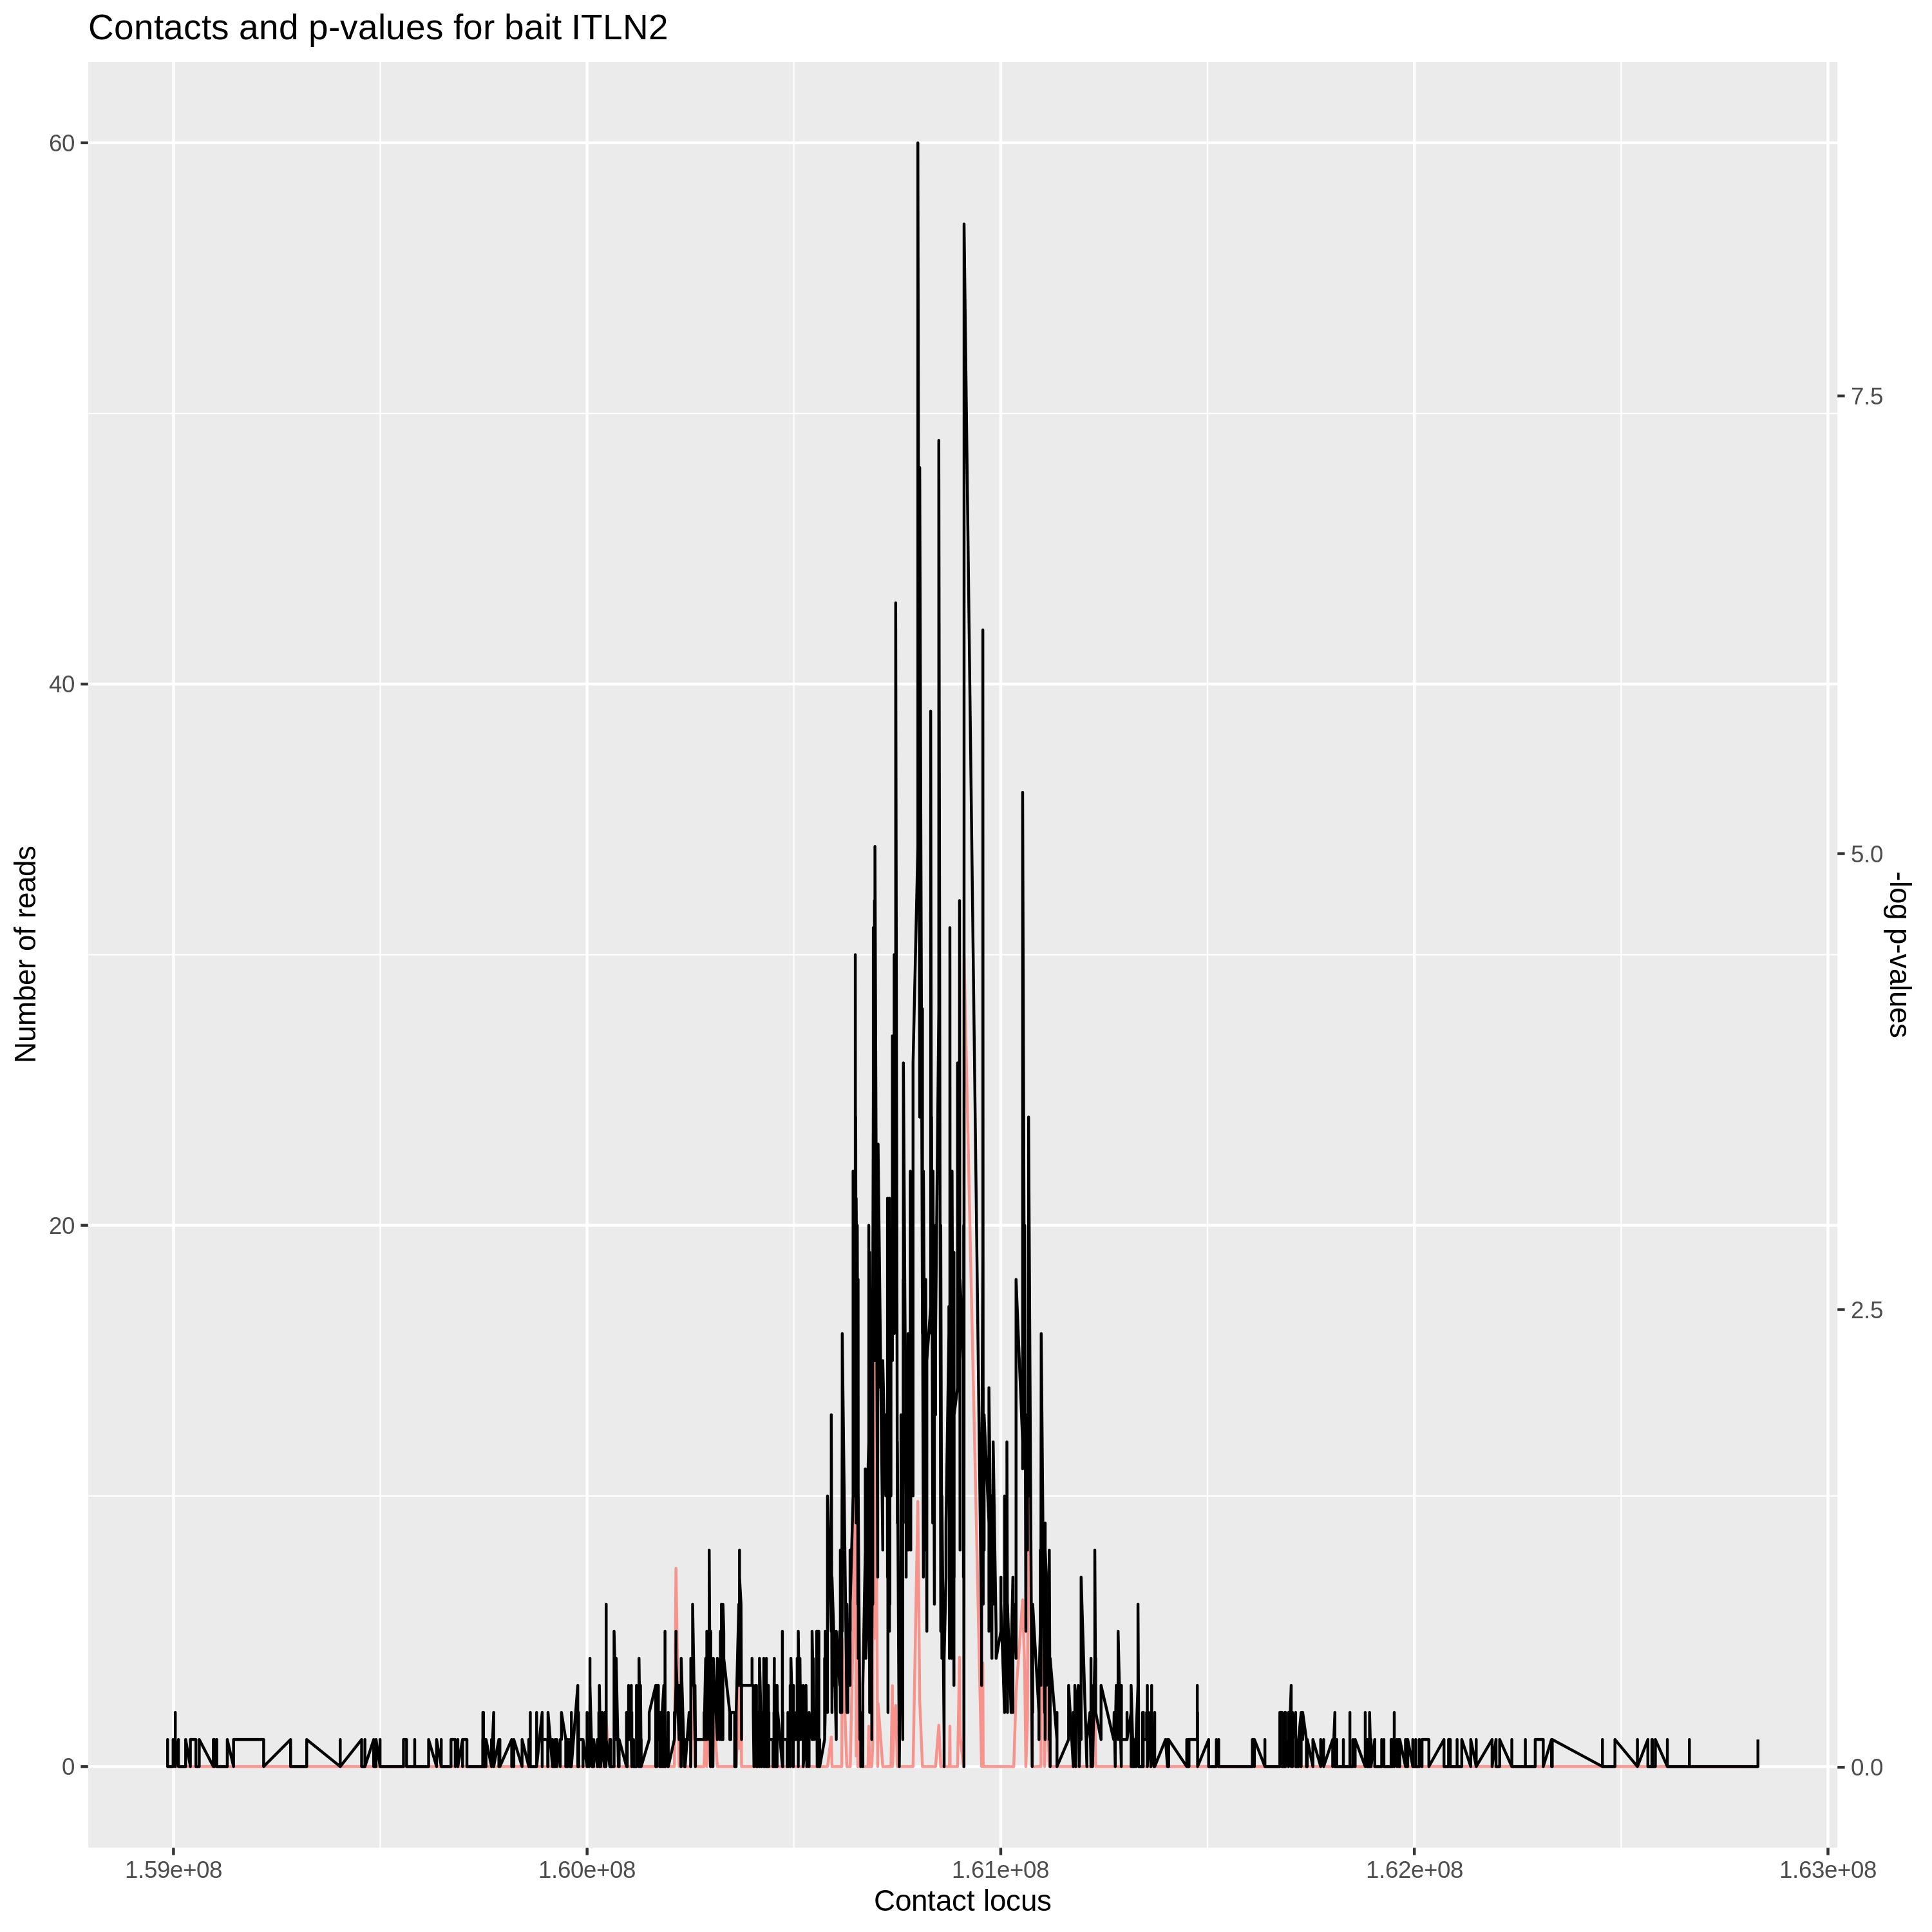 Contacts and p-values for bait ITLN2
60
40
20
0
Number of reads
7.5
5.0
2.5
0.0
-log p-values
1.59e+08
1.60e+08
1.61e+08
1.62e+08
1.63e+08
Contact locus